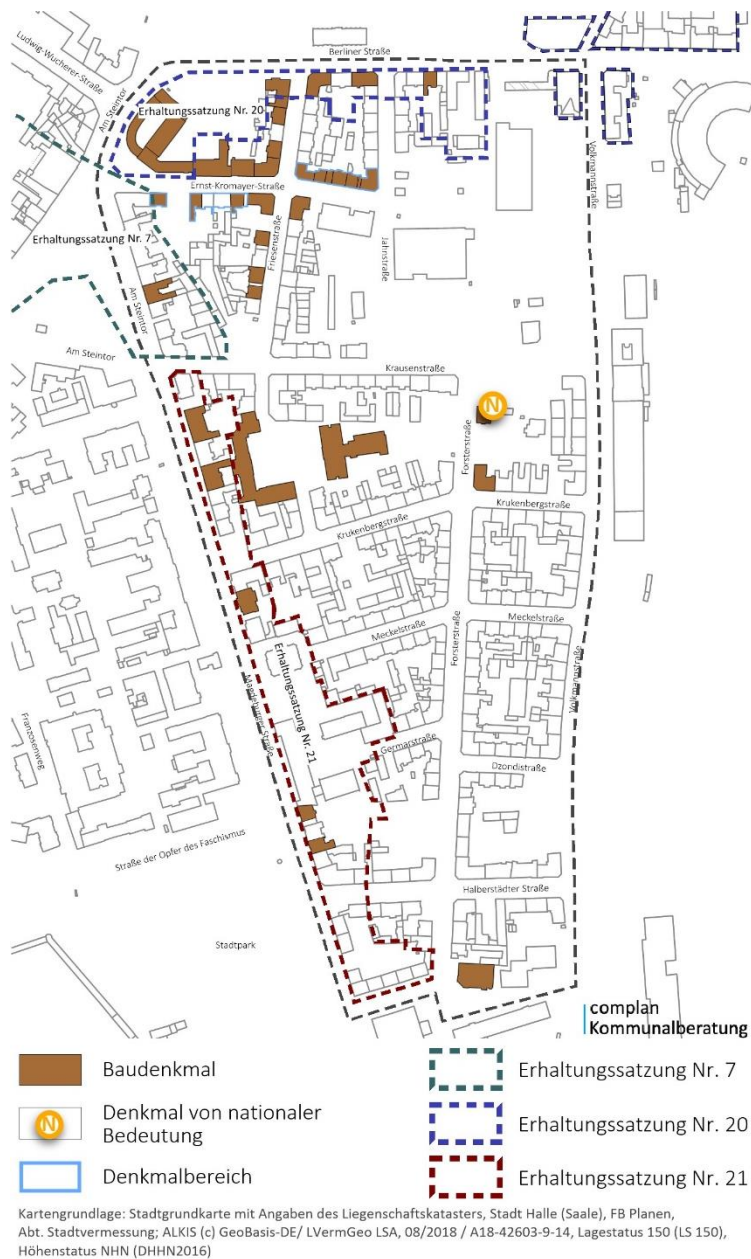 Berliner Straße
Ludwig-Wucherer-Straße
Am Steintor
Erhaltungssatzung Nr. 20
Volkmannstraße
Ernst-Kromayer-Straße
Friesenstraße
Jahnstraße
Erhaltungssatzung Nr. 7
Am Steintor
Am Steintor
Krausenstraße
N
Forsterstraße
Krukenbergstraße
Krukenbergstraße
Meckelstraße
Meckelstraße
Forsterstraße
Volkmannstraße
Erhaltungssatzung Nr. 21
Magdeburger Straße
Franzosenweg
Germarstraße
Dzondistraße
Straße der Opfer des Faschismus
Halberstädter Straße
Stadtpark
complan
Kommunalberatung
Baudenkmal
N
Denkmal von nationaler
Bedeutung
Denkmalbereich
Erhaltungssatzung Nr. 7
Erhaltungssatzung Nr. 20
Erhaltungssatzung Nr. 21
Kartengrundlage: Stadtgrundkarte mit Angaben des Liegenschaftskatasters, Stadt Halle (Saale), FB Planen,
Abt. Stadtvermessung; ALKIS (c) GeoBasis-DE/ LVermGeo LSA, 08/2018 / A18-42603-9-14, Lagestatus 150 (LS 150),
Höhenstatus NHN (DHHN2016)